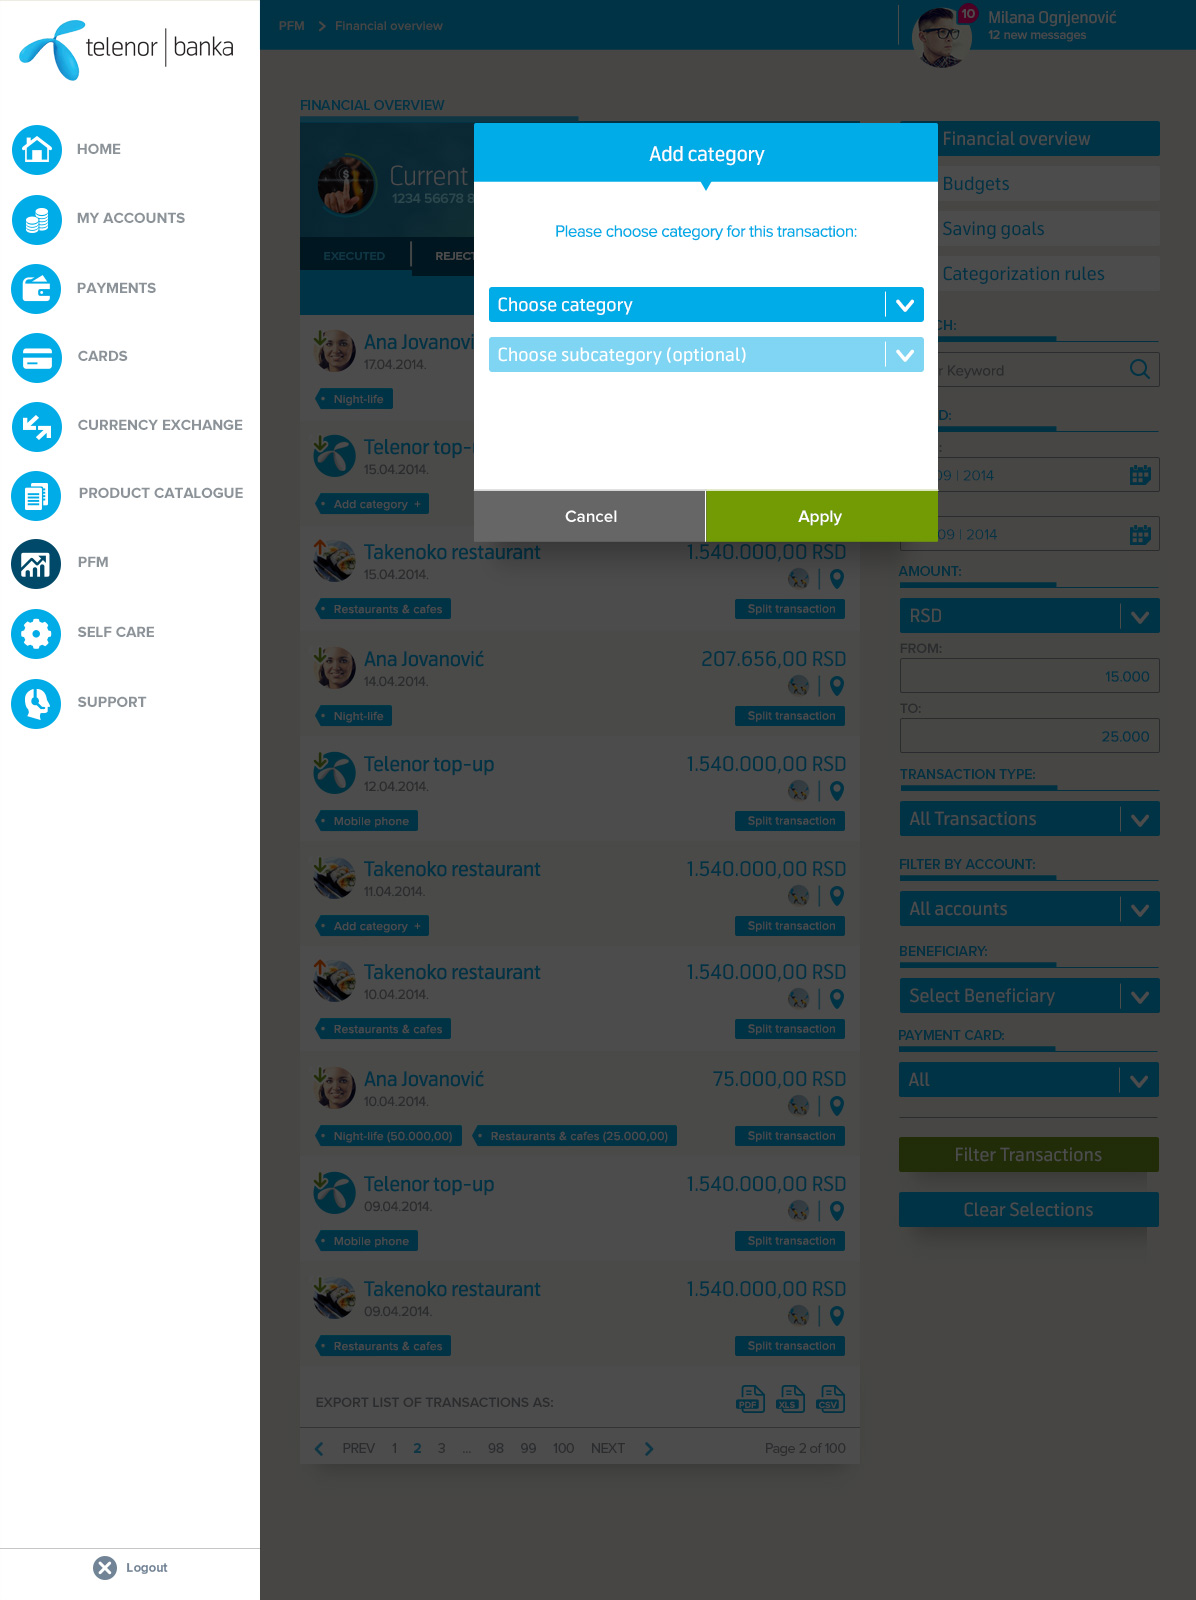 telenor | banka
HOME
MY ACCOUNTS
PAYMENTS
CARDS
CURRENCY EXCHANGE
PRODUCT CATALOGUE
PFM
SELF CARE
SUPPORT
Logout
PFM > Financial overview
10
Milana Ognjenović
12 new messages
FINANCIAL OVERVIEW
Current
1234 56678 8
EXECUTED
REJECT
Add category
Please choose category for this transaction:
Choose category
Choose subcategory (optional)
Cancel
Apply
Ana Jovanovi
17.04.2014.
Night-life
Telenor top-u
15.04.2014.
Add category +
Takenoko restaurant 1.540.000,00 RSD
15.04.2014.
Restaurants & cafes Split transaction
Ana Jovanović 207.656,00 RSD
14.04.2014.
Night-life Split transaction
Telenor top-up 1.540.000,00 RSD
12.04.2014.
Mobile phone Split transaction
Takenoko restaurant 1.540.000,00 RSD
11.04.2014.
Add category + Split transaction
Takenoko restaurant 1.540.000,00 RSD
10.04.2014.
Restaurants & cafes Split transaction
Ana Jovanović 75.000,00 RSD
10.04.2014.
Night-life (50.000,00) Restaurants & cafes (25.000,00) Split transaction
Telenor top-up 1.540.000,00 RSD
09.04.2014.
Mobile phone Split transaction
Takenoko restaurant 1.540.000,00 RSD
09.04.2014.
Restaurants & cafes Split transaction
EXPORT LIST OF TRANSACTIONS AS: PDF XLS CSV
PREV 1 2 3 ... 98 99 100 NEXT Page 2 of 100
Financial overview
Budgets
Saving goals
Categorization rules
CH:
r Keyword
D:
:
09 | 2014
09 | 2014
AMOUNT:
RSD
FROM:
15.000
TO:
25.000
TRANSACTION TYPE:
All Transactions
FILTER BY ACCOUNT:
All accounts
BENEFICIARY:
Select Beneficiary
PAYMENT CARD:
All
Filter Transactions
Clear Selections